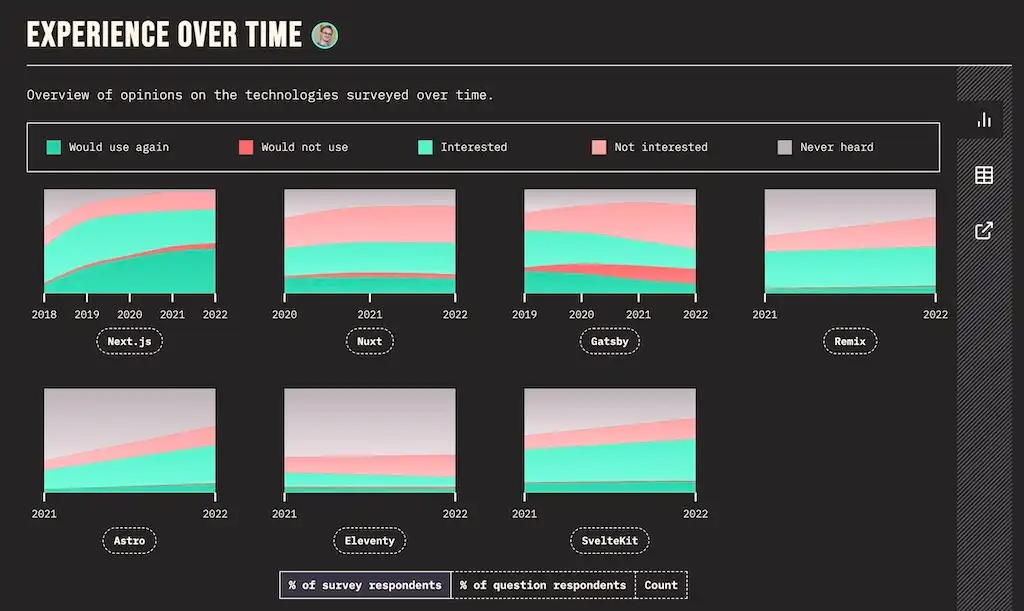 EXPERIENCE OVER TIME
Overview of opinions on the technologies surveyed over time.
Would use again Would not use Interested Not interested Never heard
2018 2019 2020 2021 2022 2020 2021 2022 2019 2020 2021 2022 2021 2022
Next.js Nuxt Gatsby Remix
2021 2022 2021 2022 2021 2022
Astro Eleventy SvelteKit
% of survey respondents % of question respondents Count